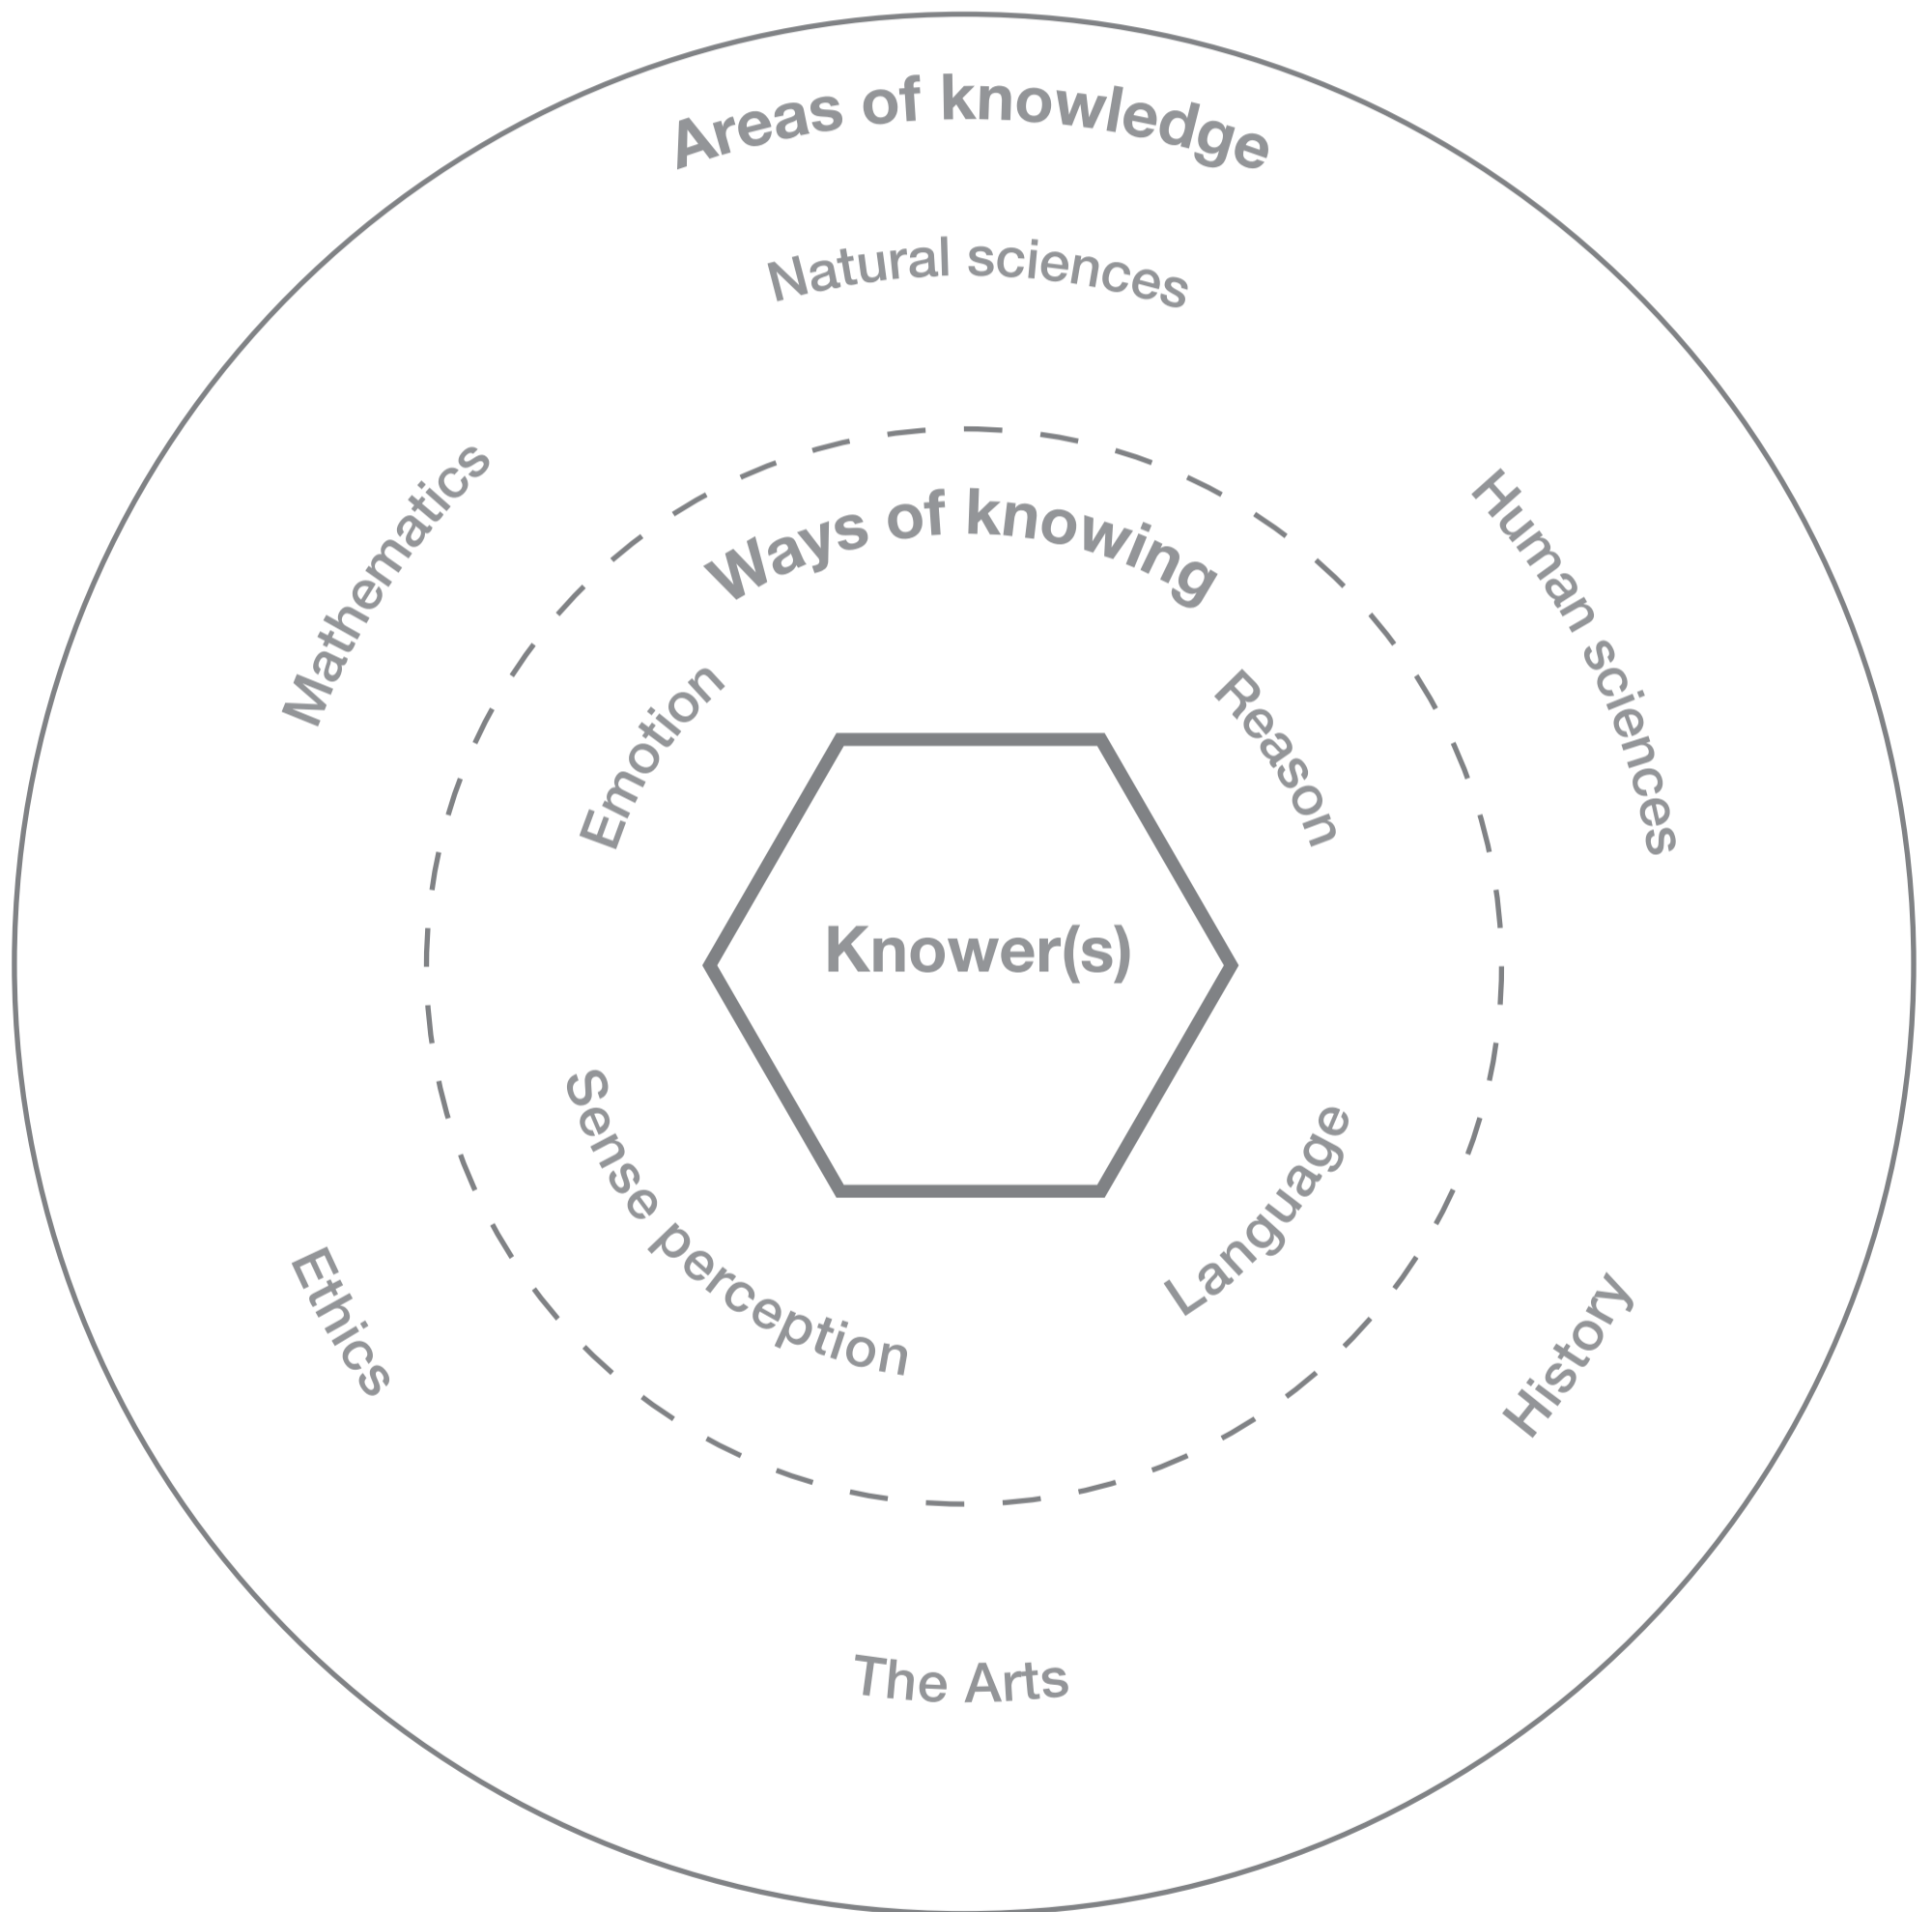 Areas of knowledge
Natural sciences
Mathematics
Human sciences
Ways of knowing
Emotion
Reason
Knower(s)
Sense perception
Language
Ethics
History
The Arts